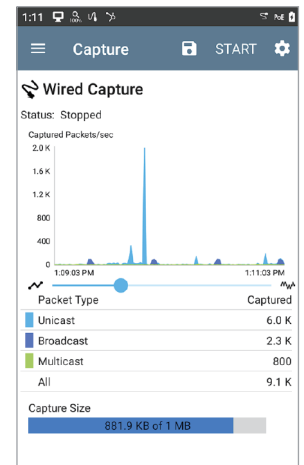 1:11
100%
PoE
Capture
START
Wired Capture
Status: Stopped
Captured Packets/sec
2.0 K
1.6 K
1.2 K
800
400
0
1:09:03 PM 1:11:03 PM
Packet Type Captured
Unicast 6.0 K
Broadcast 2.3 K
Multicast 800
All 9.1 K
Capture Size
881.9 KB of 1 MB